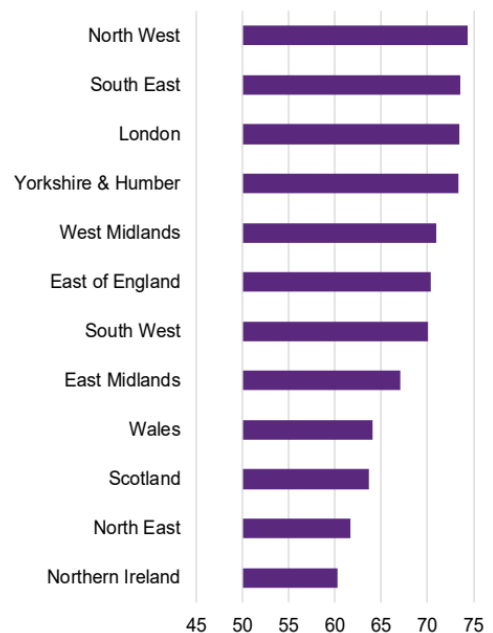 North West
South East
London
Yorkshire & Humber
West Midlands
East of England
South West
East Midlands
Wales
Scotland
North East
Northern Ireland
45 50 55 60 65 70 75